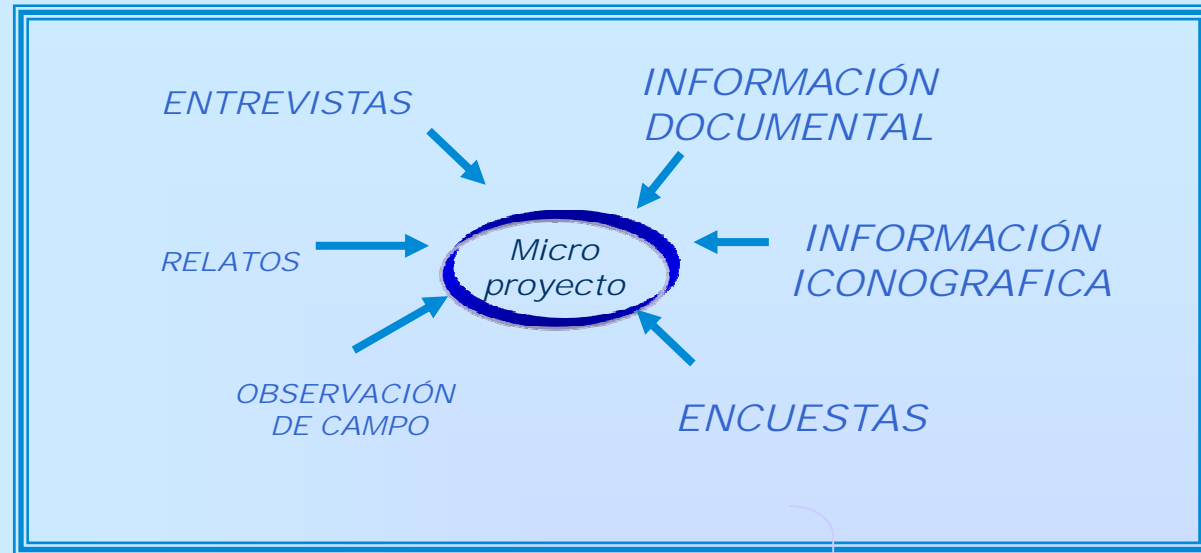 ENTREVISTAS
INFORMACIÓN
DOCUMENTAL
RELATOS
Micro
proyecto
INFORMACIÓN
ICONOGRAFICA
OBSERVACIÓN
DE CAMPO
ENCUESTAS